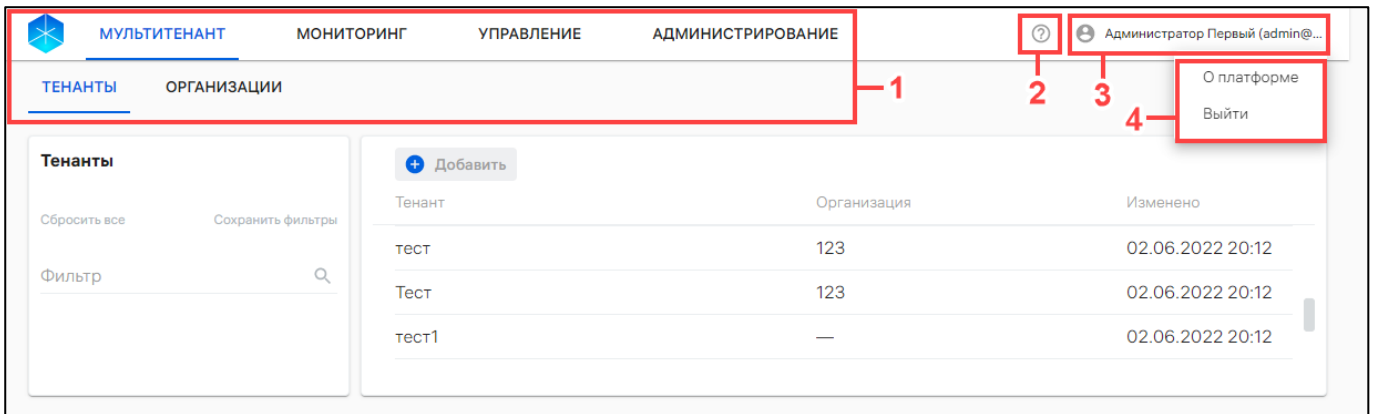 МУЛЬТИТЕНАНТ МОНИТОРИНГ УПРАВЛЕНИЕ АДМИНИСТРИРОВАНИЕ Администратор Первый (admin@...
ТЕНАНТЫ ОРГАНИЗАЦИИ
1
2
3
О платформе
Выйти
4
Тенанты
Сбросить все Сохранить фильтры
Фильтр
Добавить
Тенант Организация Изменено
тест 123 02.06.2022 20:12
Тест 123 02.06.2022 20:12
тест1 — 02.06.2022 20:12